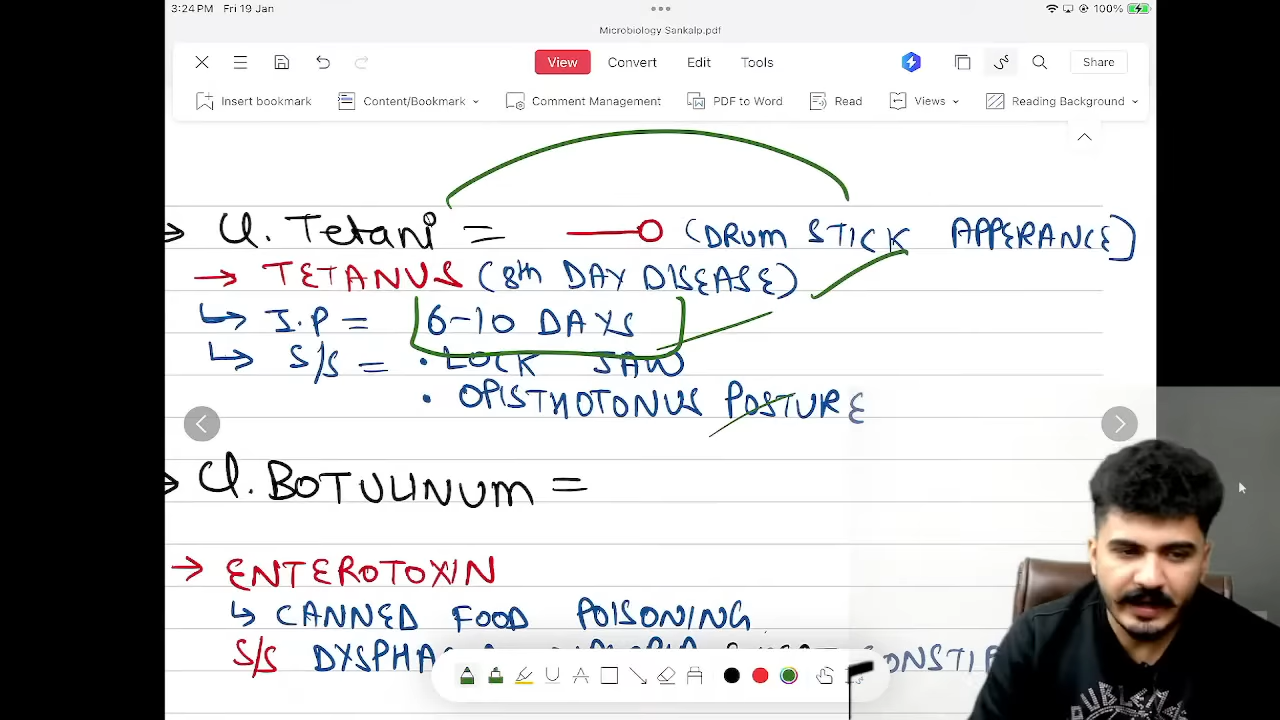 3:24 PM Fri 19 Jan 100%
Microbiology Sankalp.pdf
View Convert Edit Tools Share
Insert bookmark Content/Bookmark Comment Management PDF to Word Read Views Reading Background
→ Cl. Tetani = (DRUM STICK APPERANCE)
→ TETANUS (8th DAY DISEASE)
↳ I.P = 6-10 DAYS
↳ S/S = • LOCK JAW
• OPISTHOTONUS POSTURE
→ Cl. BOTULINUM =
→ ENTEROTOXIN
↳ CANNED FOOD POISONING
S/S